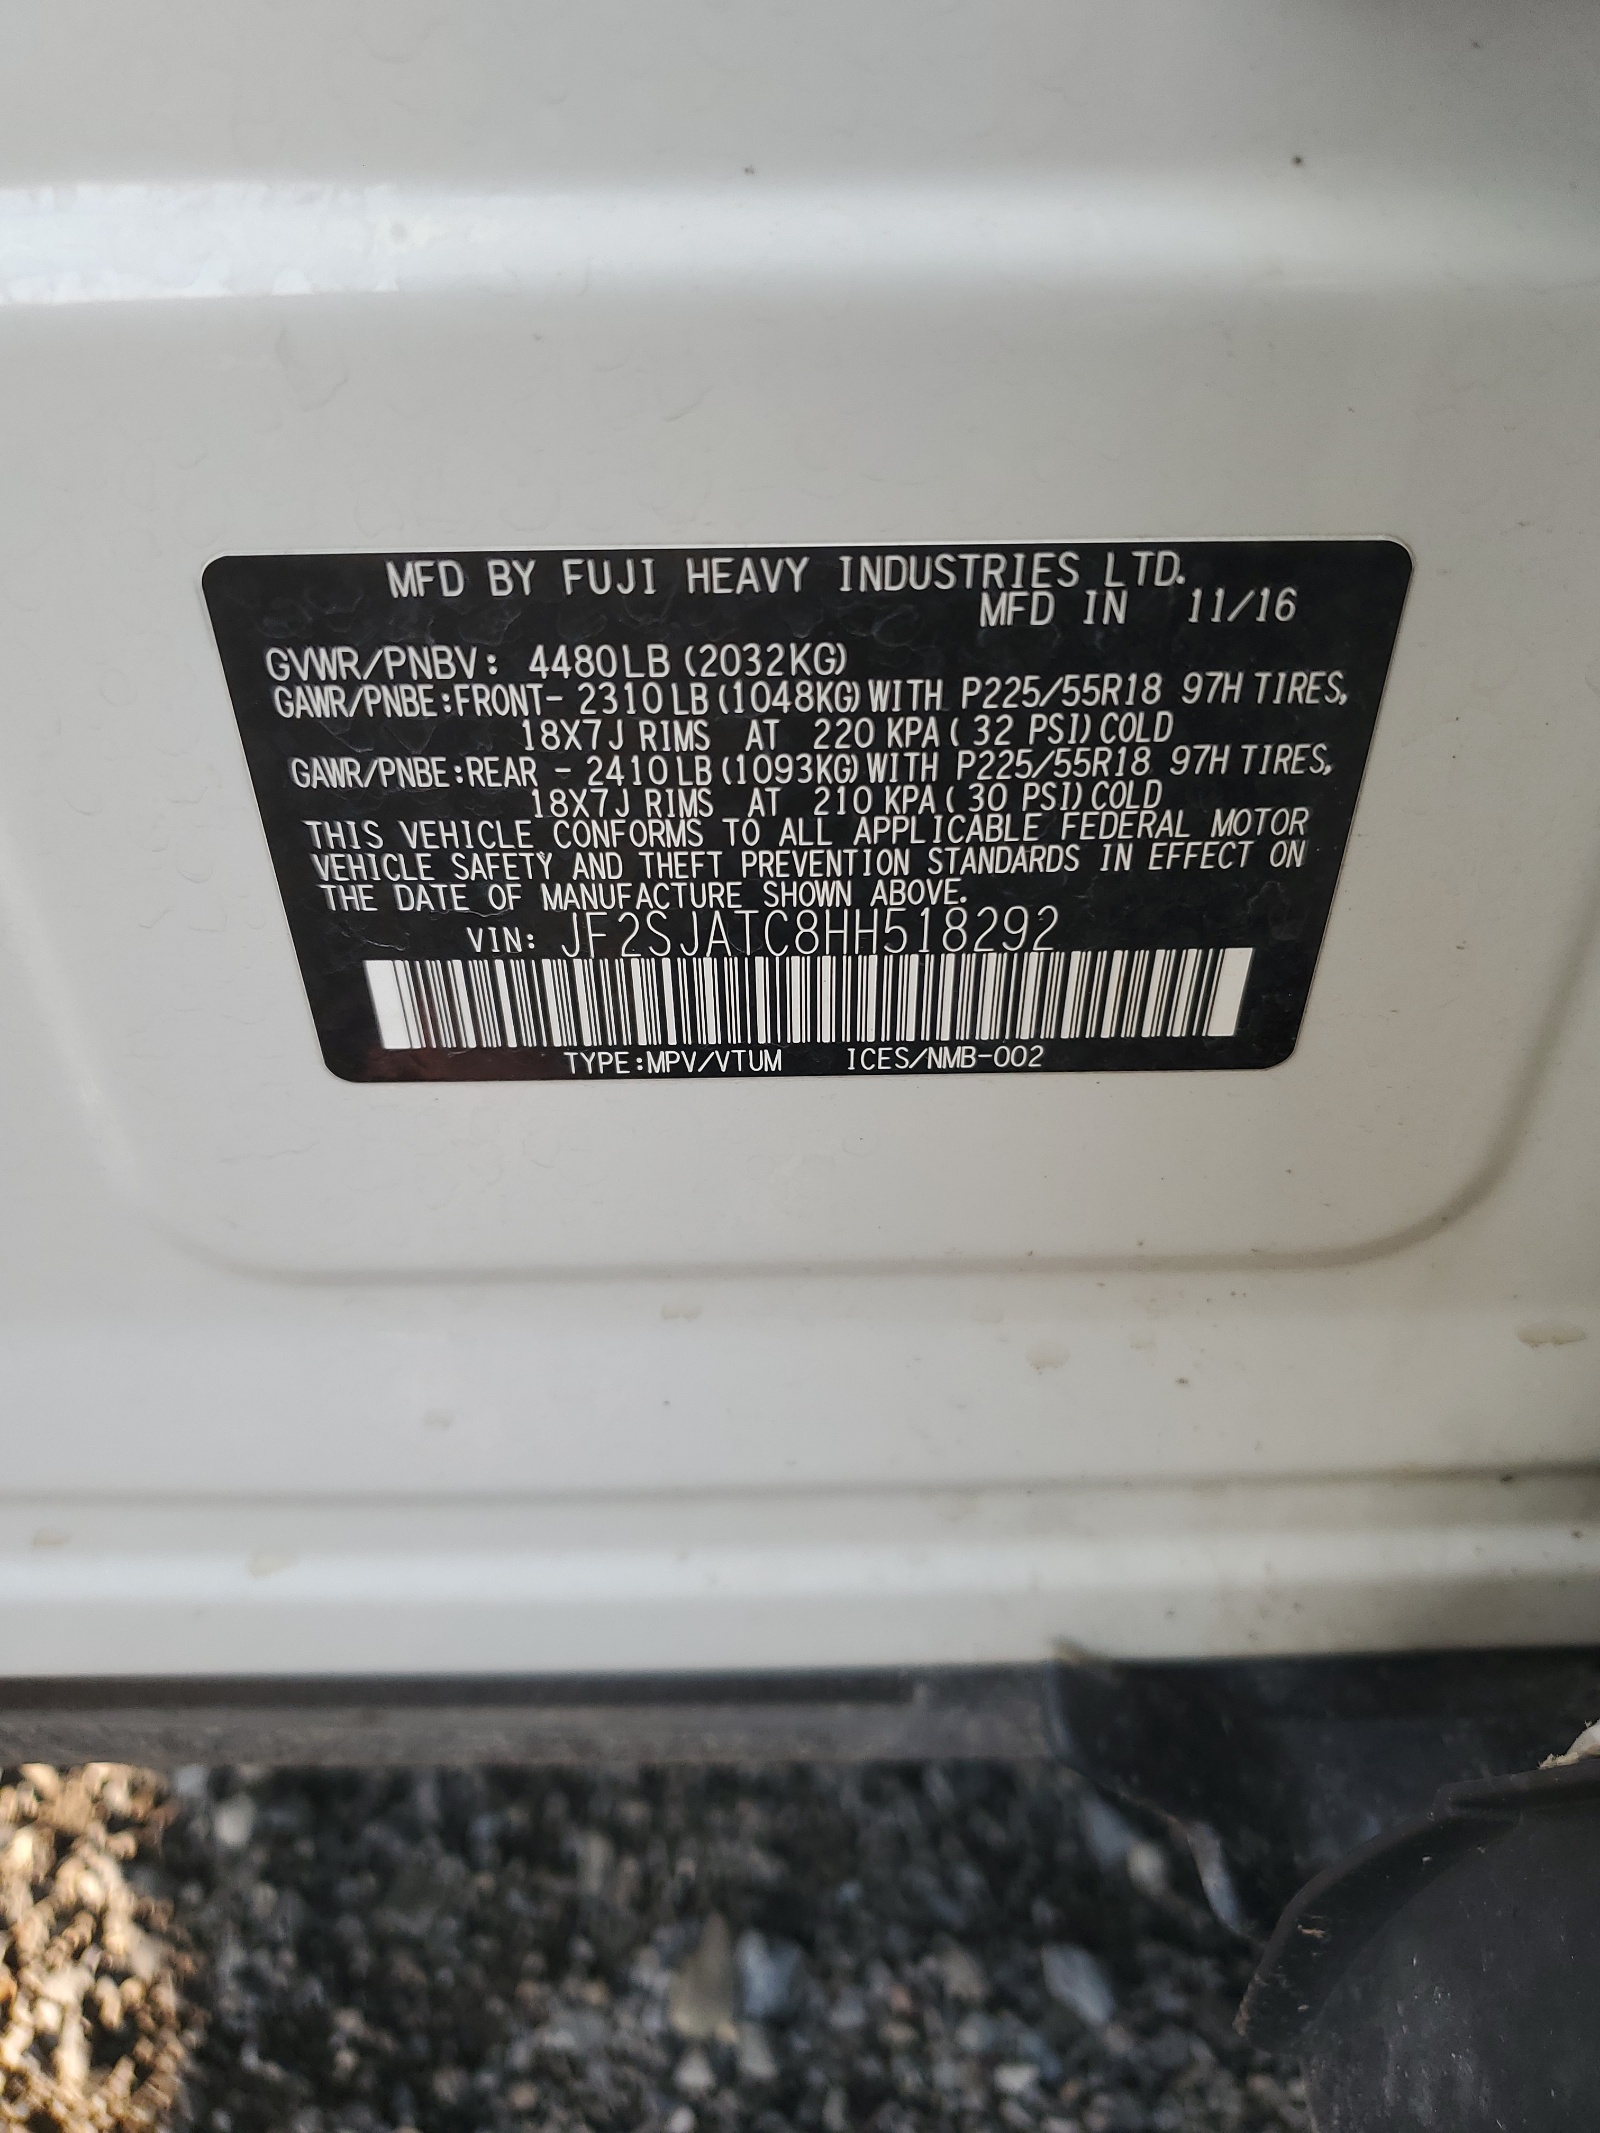 MFD BY FUJI HEAVY INDUSTRIES LTD.
MFD IN 11/16
GVWR/PNBV: 4480LB (2032KG)
GAWR/PNBE:FRONT- 2310LB (1048KG) WITH P225/55R18 97H TIRES,
18X7J RIMS AT 220 KPA ( 32 PSI) COLD
GAWR/PNBE:REAR - 2410LB (1093KG) WITH P225/55R18 97H TIRES,
18X7J RIMS AT 210 KPA ( 30 PSI) COLD
THIS VEHICLE CONFORMS TO ALL APPLICABLE FEDERAL MOTOR
VEHICLE SAFETY AND THEFT PREVENTION STANDARDS IN EFFECT ON
THE DATE OF MANUFACTURE SHOWN ABOVE.
VIN: JF2SJATC8HH518292
TYPE:MPV/VTUM ICES/NMB-002